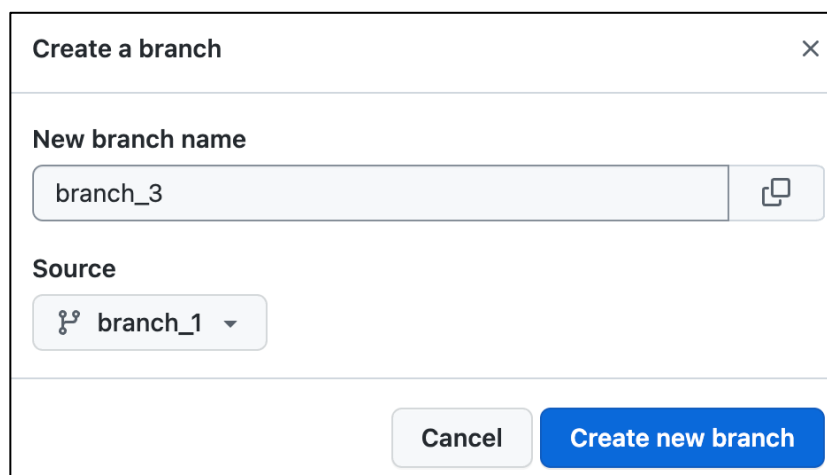 Create a branch
New branch name
branch_3
Source
branch_1
Cancel Create new branch